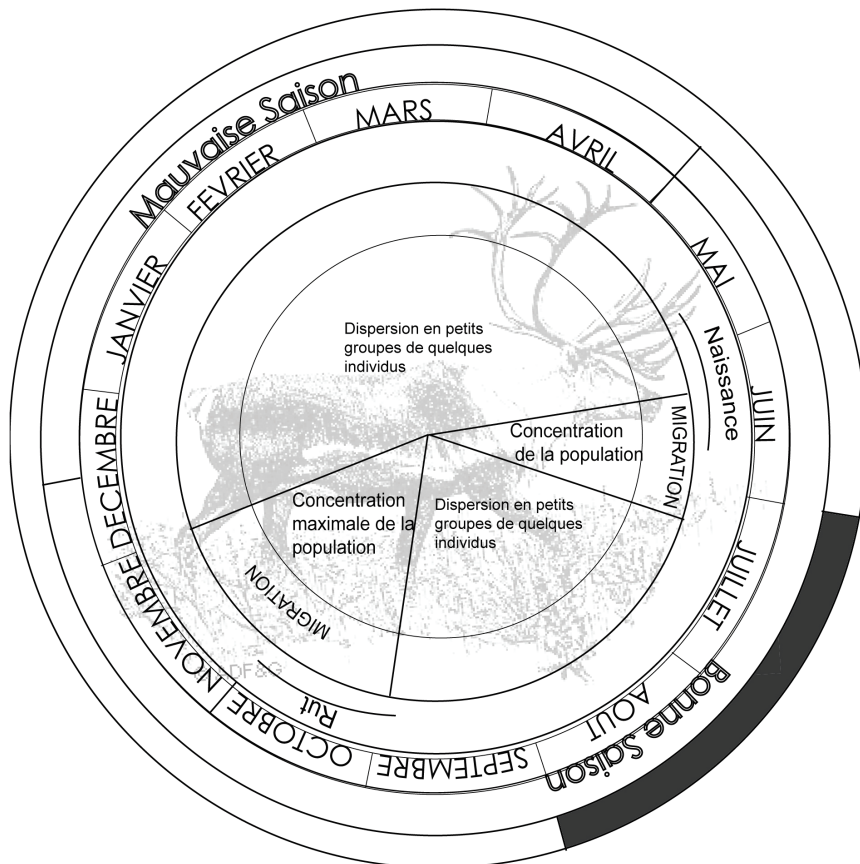 Mauvaise Saison
JANVIER
FEVRIER
MARS
AVRIL
MAI
JUIN
JUILLET
AOUT
SEPTEMBRE
OCTOBRE
NOVEMBRE
DECEMBRE
Bonne Saison
Naissance
MIGRATION
Dispersion en petits
groupes de quelques
individus
Concentration
de la population
Dispersion en petits
groupes de quelques
individus
Concentration
maximale de la
population
MIGRATION
Rut
ADF&G